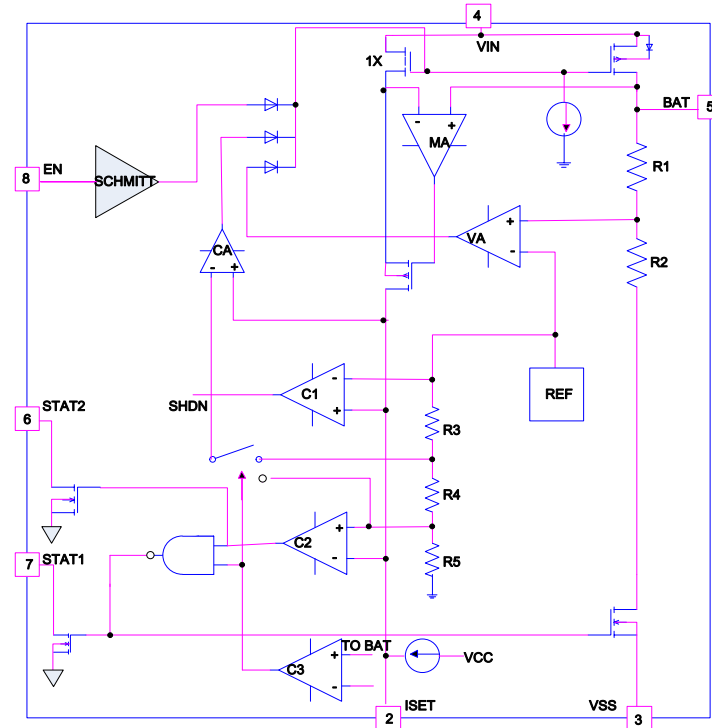 4
VIN
1X
BAT
5
- +
MA
R1
EN
8
SCHMITT
+
VA
-
R2
CA
- +
-
C1
+
SHDN
REF
STAT2
6
R3
R4
+
C2
-
R5
STAT1
7
TO BAT
+
C3
-
VCC
ISET
2
VSS
3